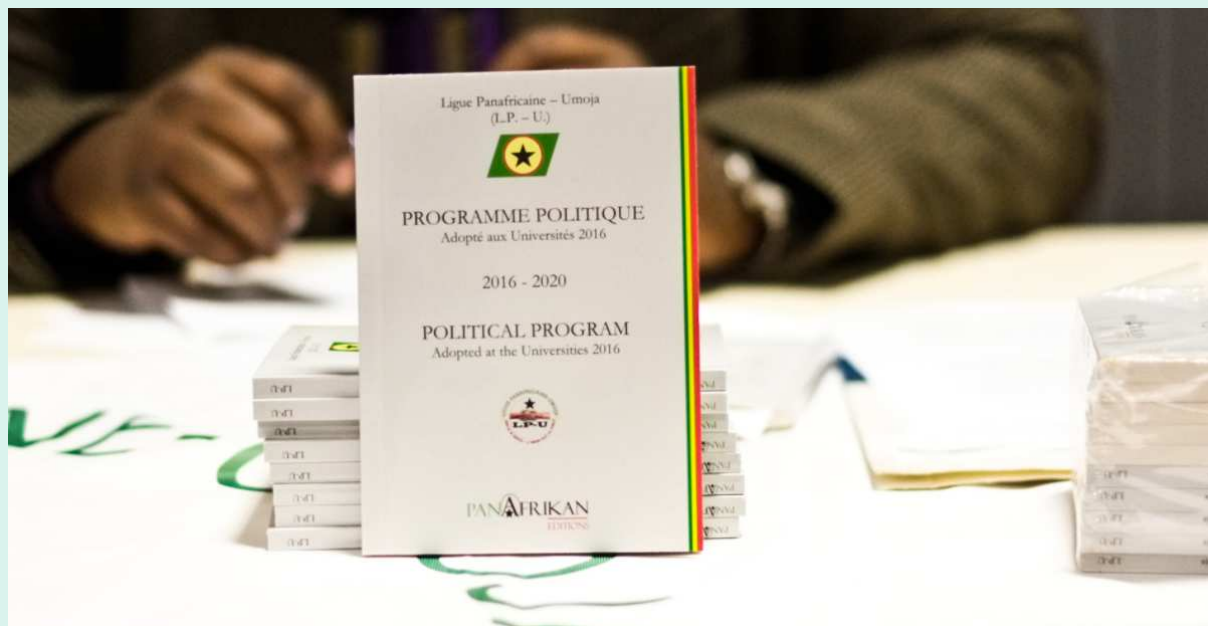 Ligue Panafricaine – Umoja
(L.P. – U.)
PROGRAMME POLITIQUE
Adopté aux Universités 2016
2016 - 2020
POLITICAL PROGRAM
Adopted at the Universities 2016
L.P-U
PANAFRIKAN
EDITIONS